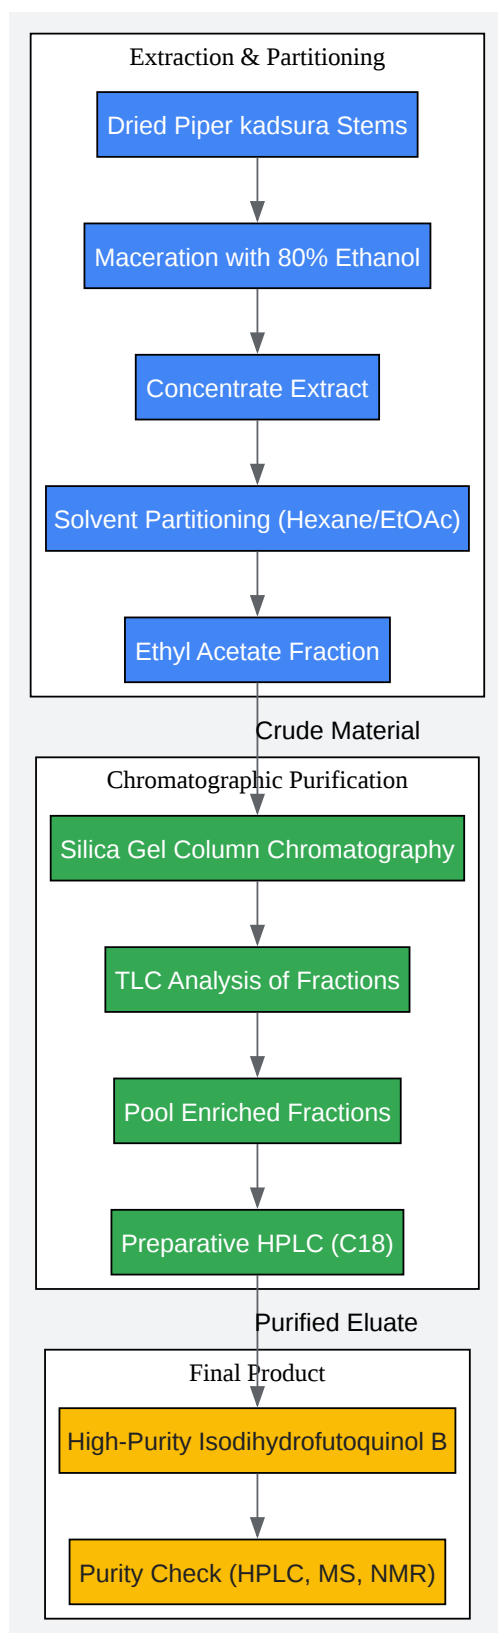 Extraction & Partitioning
Dried Piper kadsura Stems
Maceration with 80% Ethanol
Concentrate Extract
Solvent Partitioning (Hexane/EtOAc)
Ethyl Acetate Fraction
Crude Material
Chromatographic Purification
Silica Gel Column Chromatography
TLC Analysis of Fractions
Pool Enriched Fractions
Preparative HPLC (C18)
Purified Eluate
Final Product
High-Purity Isodihydrofutoquinol B
Purity Check (HPLC, MS, NMR)